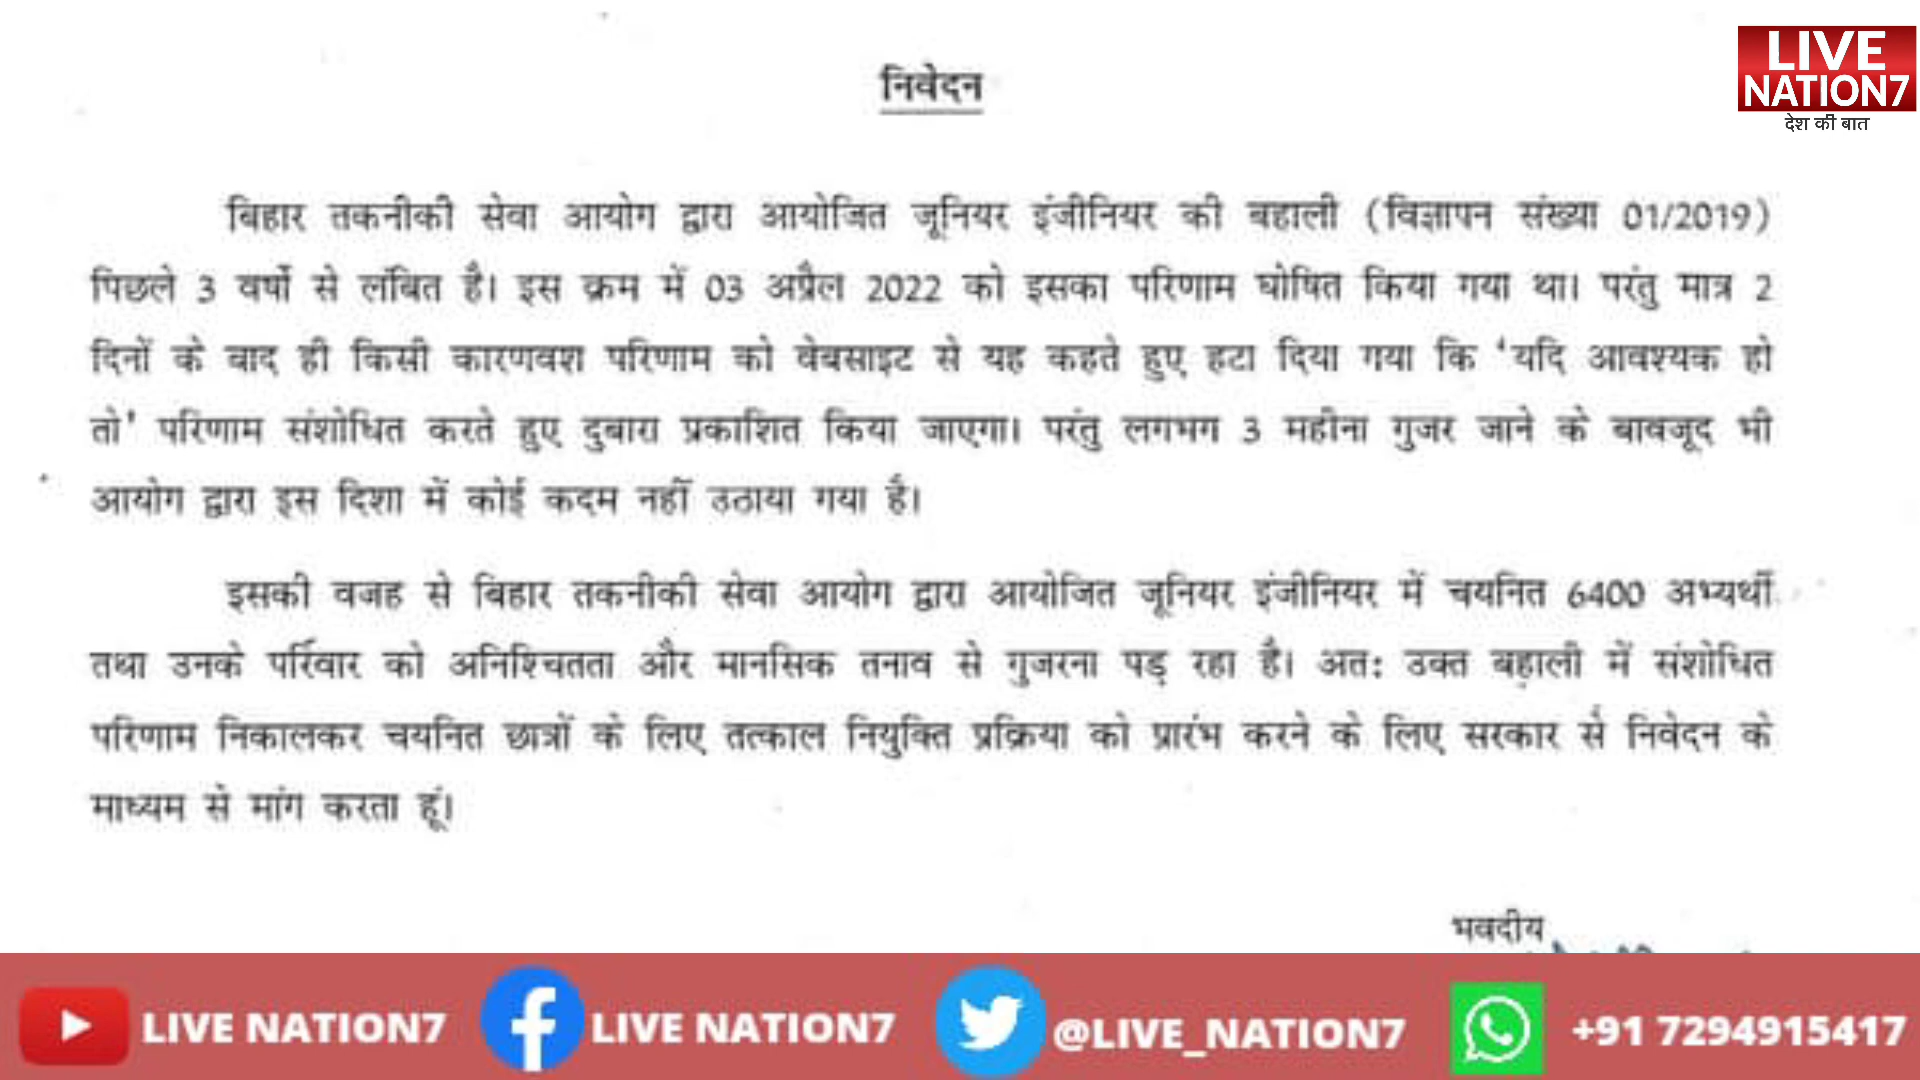 LIVE
NATION7
देश की बात
निवेदन
बिहार तकनीकी सेवा आयोग द्वारा आयोजित जूनियर इंजीनियर की बहाली (विज्ञापन संख्या 01/2019)
पिछले 3 वर्षों से लंबित है। इस क्रम में 03 अप्रैल 2022 को इसका परिणाम घोषित किया गया था। परंतु मात्र 2
दिनों के बाद ही किसी कारणवश परिणाम को वेबसाइट से यह कहते हुए हटा दिया गया कि 'यदि आवश्यक हो
तो' परिणाम संशोधित करते हुए दुबारा प्रकाशित किया जाएगा। परंतु लगभग 3 महीना गुजर जाने के बावजूद भी
आयोग द्वारा इस दिशा में कोई कदम नहीं उठाया गया है।
इसकी वजह से बिहार तकनीकी सेवा आयोग द्वारा आयोजित जूनियर इंजीनियर में चयनित 6400 अभ्यर्थी
तथा उनके परिवार को अनिश्चितता और मानसिक तनाव से गुजरना पड़ रहा है। अतः उक्त बहाली में संशोधित
परिणाम निकालकर चयनित छात्रों के लिए तत्काल नियुक्ति प्रक्रिया को प्रारंभ करने के लिए सरकार से निवेदन के
माध्यम से मांग करता हूं।
भवदीय
LIVE NATION7 LIVE NATION7 @LIVE_NATION7 +91 7294915417